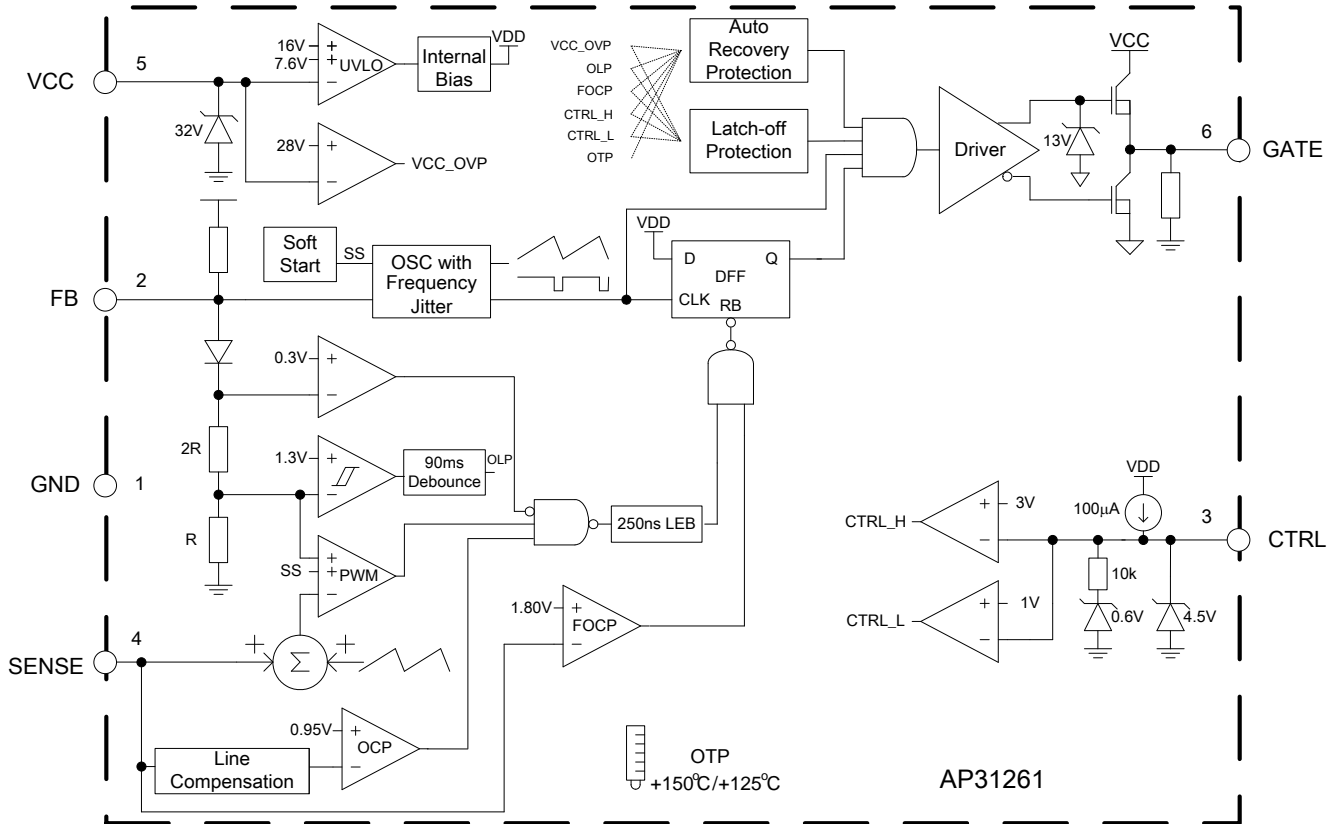 VCC
5
16V
7.6V
+
+
−
UVLO
Internal
Bias
VDD
32V
28V
+
−
VCC_OVP
VCC_OVP
OLP
FOCP
CTRL_H
CTRL_L
OTP
Auto
Recovery
Protection
Latch-off
Protection
Driver
VCC
13V
6
GATE
FB
2
Soft
Start
SS
OSC with
Frequency
Jitter
VDD
D
Q
DFF
CLK
RB
0.3V
+
−
2R
1.3V
+
−
90ms
Debounce
OLP
GND
1
R
SS
+
+
−
PWM
250ns LEB
SENSE
4
+
Σ
+
1.80V
+
−
FOCP
0.95V
+
−
OCP
Line
Compensation
OTP
+150°C/+125°C
AP31261
CTRL_H
+
−
3V
CTRL_L
+
−
1V
VDD
100µA
10k
0.6V
4.5V
3
CTRL